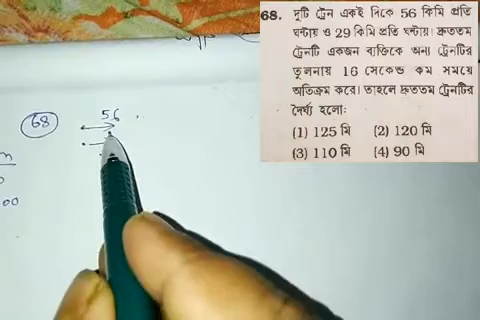 68. দুটি ট্রেন একই দিকে 56 কিমি প্রতি
ঘন্টায় ও 29 কিমি প্রতি ঘন্টায়। দ্রুততম
ট্রেনটি একজন ব্যক্তিকে অন্য ট্রেনটির
তুলনায় 16 সেকেন্ড কম সময়ে
অতিক্রম করে। তাহলে দ্রুততম ট্রেনটির
দৈর্ঘ্য হলো:
(1) 125 মি (2) 120 মি
(3) 110 মি (4) 90 মি
68
56
00